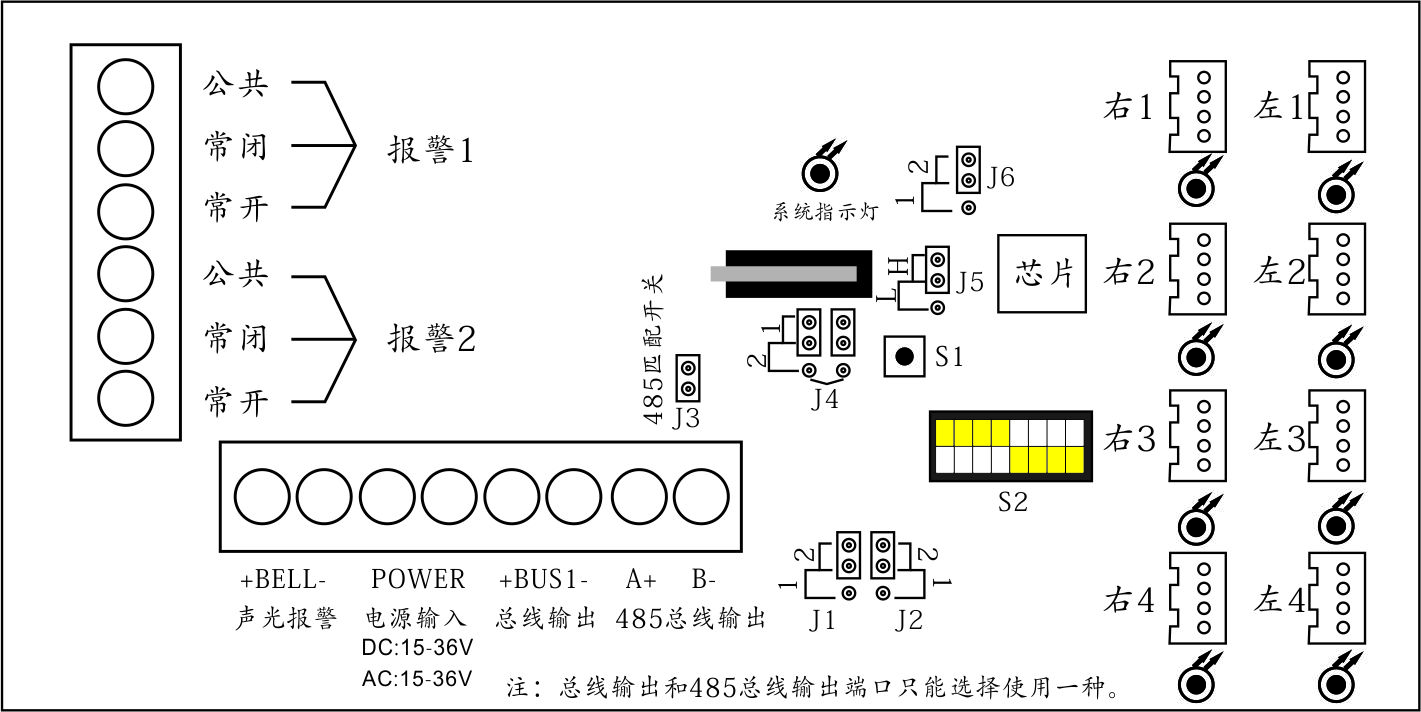 公共
常闭
常开
报警1
公共
常闭
常开
报警2
系统指示灯
2
1
J6
H
L
J5
芯片
485匹配开关
J3
1
2
J4
S1
S2
右1
左1
右2
左2
右3
左3
右4
左4
+BELL-
声光报警
POWER
电源输入
DC:15-36V
AC:15-36V
+BUS1-
总线输出
A+ B-
485总线输出
2
1
J1
2
1
J2
注：总线输出和485总线输出端口只能选择使用一种。